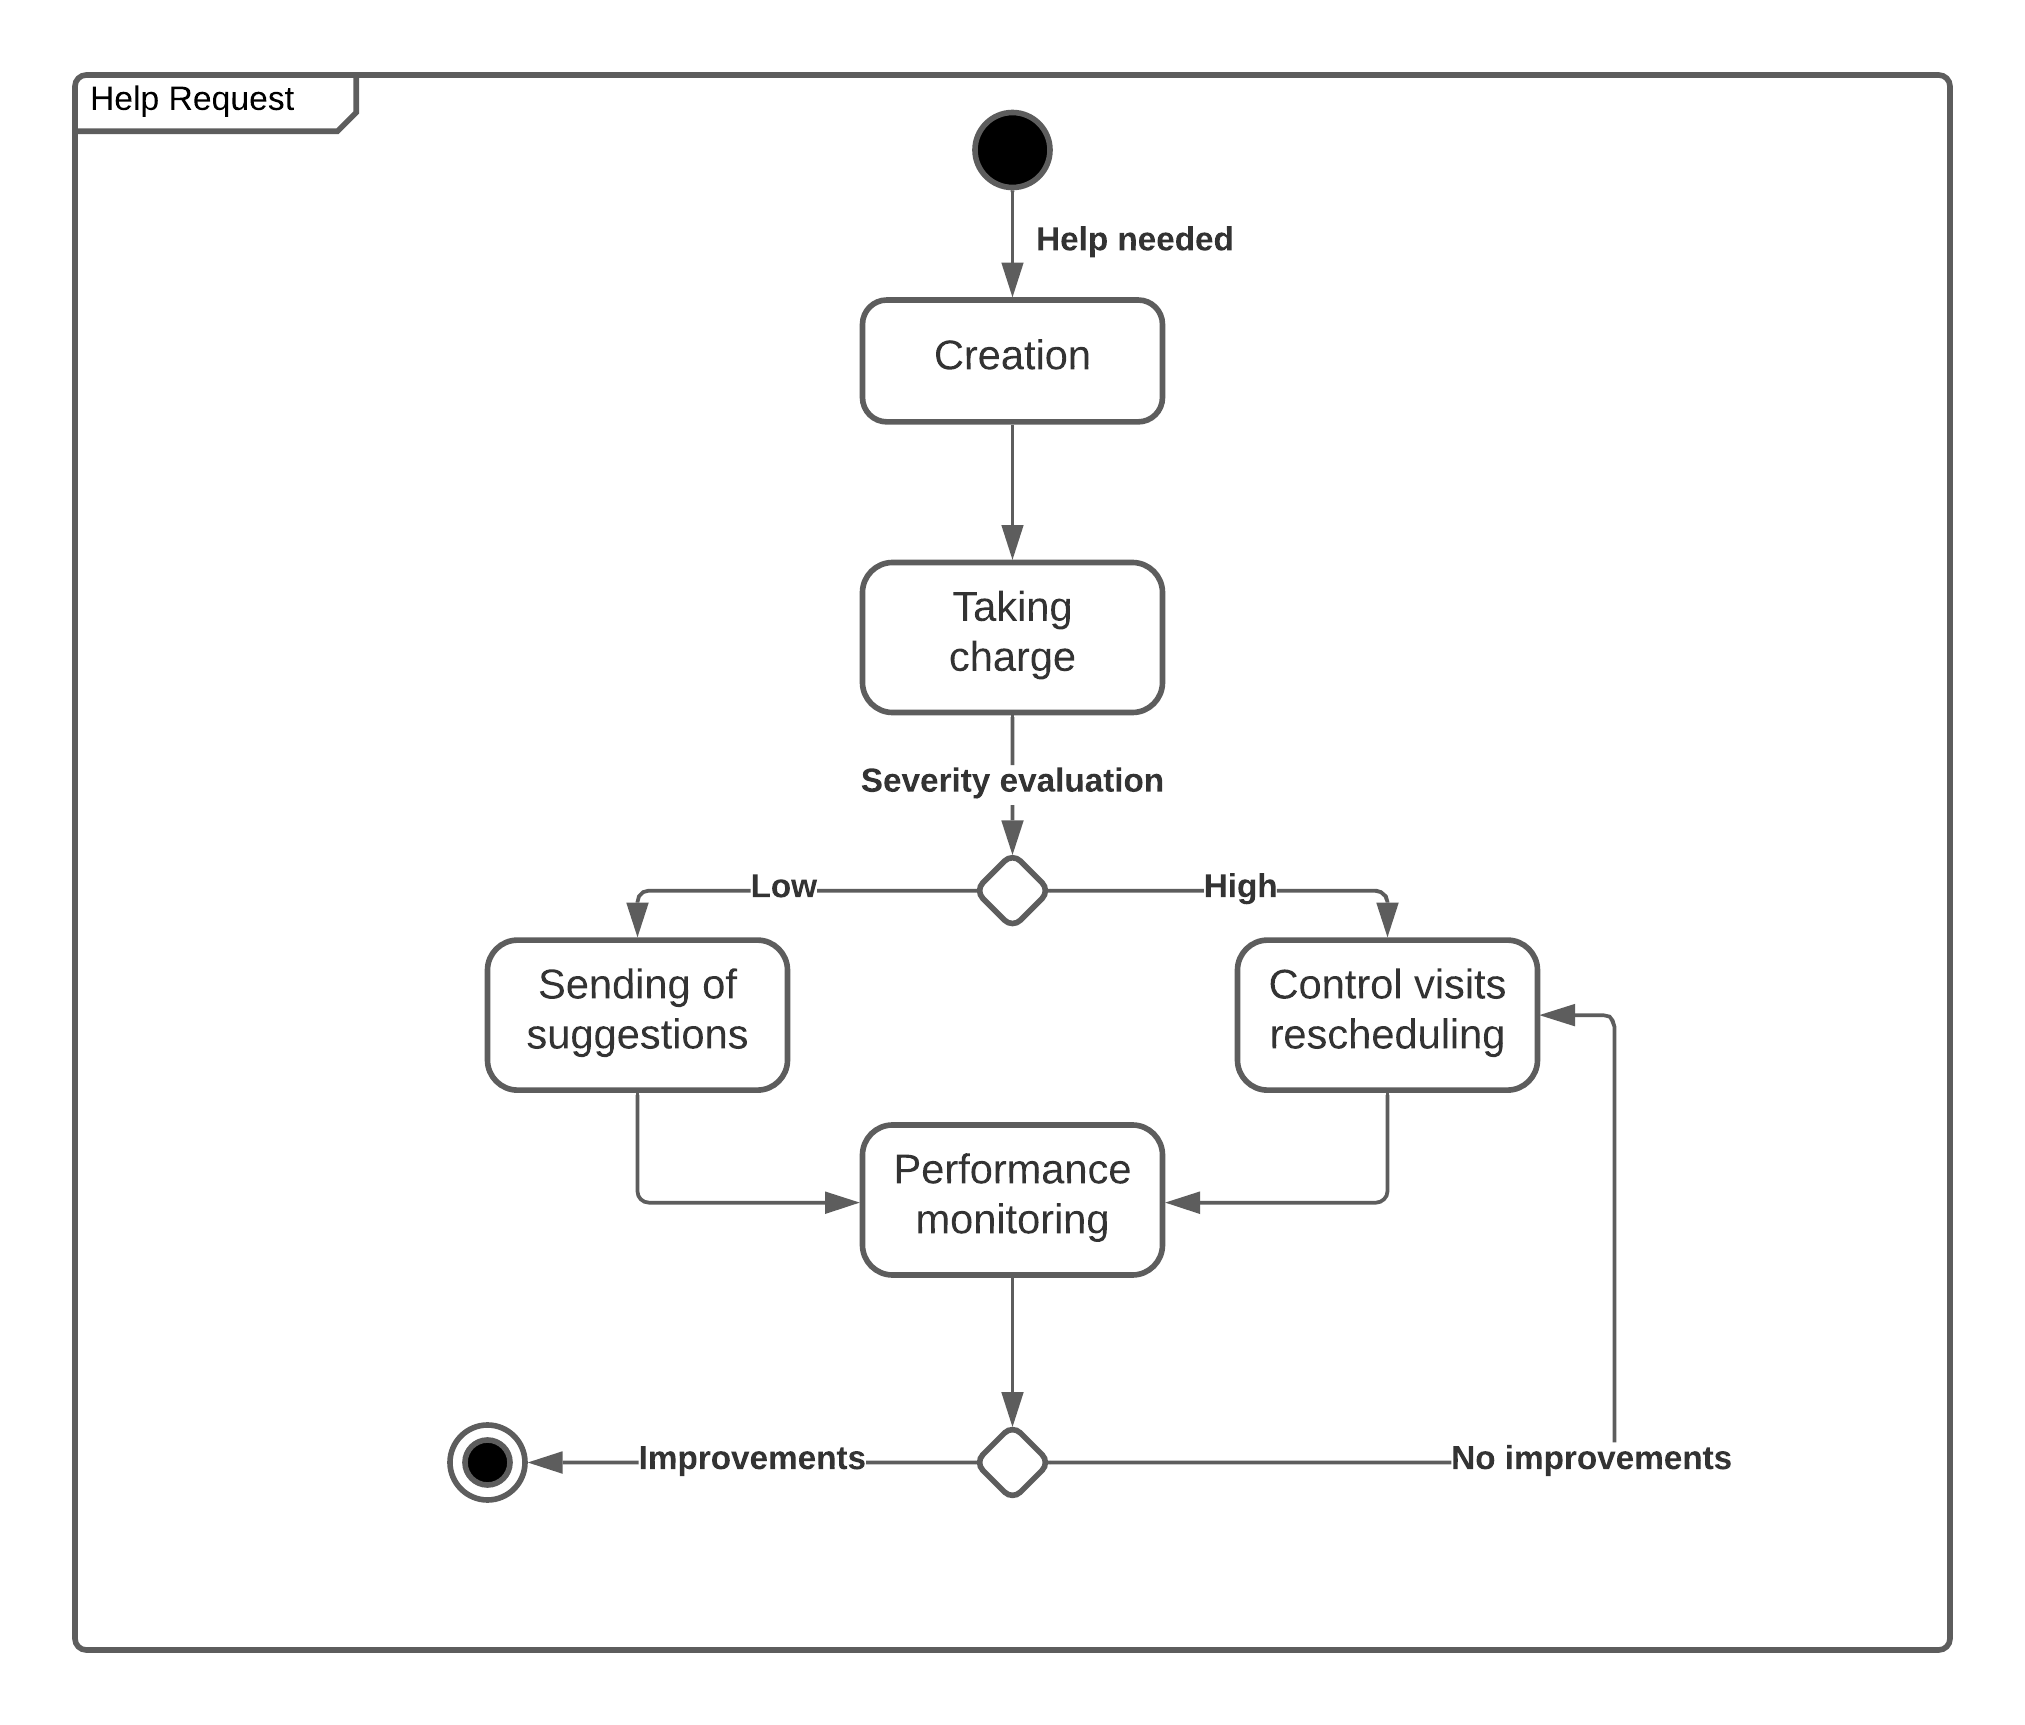 Help Request
Help needed
Creation
Taking
charge
Severity evaluation
Low
High
Sending of
suggestions
Control visits
rescheduling
Performance
monitoring
Improvements
No improvements